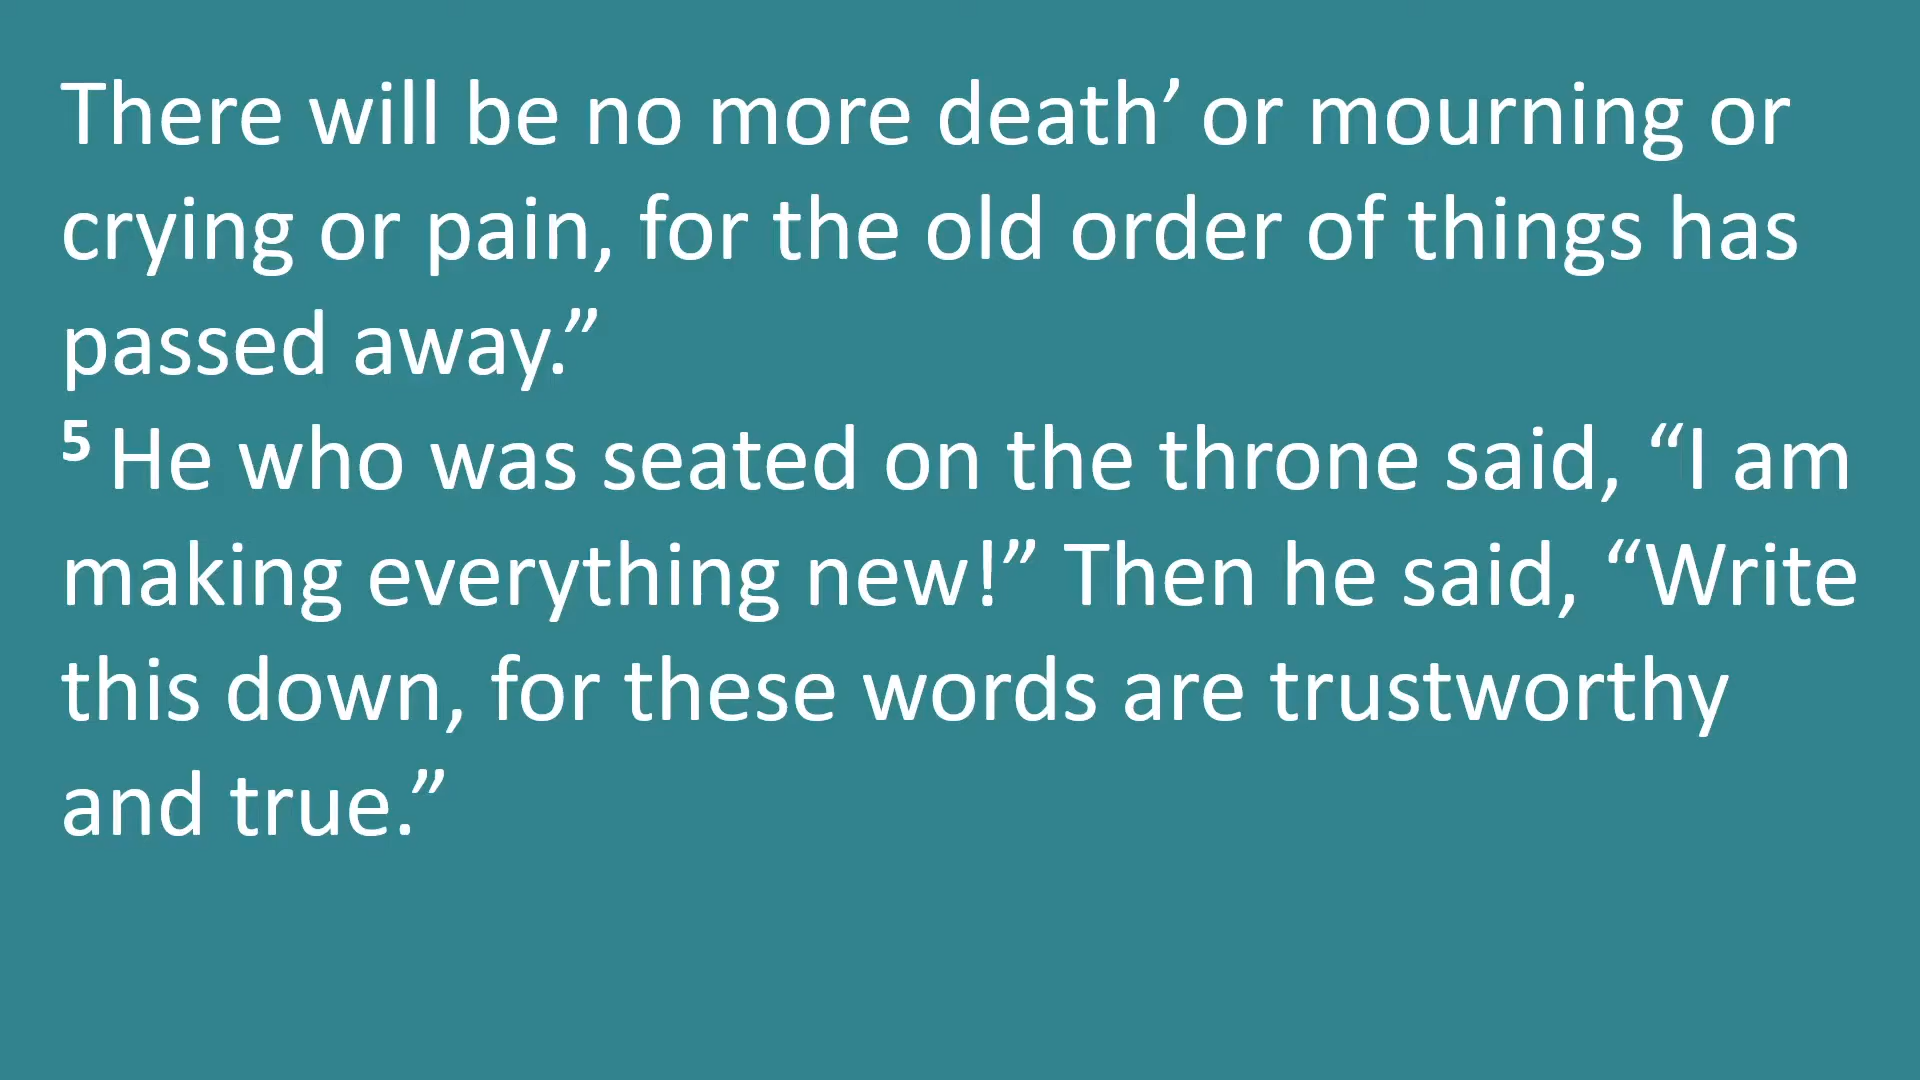 There will be no more death’ or mourning or
crying or pain, for the old order of things has
passed away.”
5 He who was seated on the throne said, “I am
making everything new!” Then he said, “Write
this down, for these words are trustworthy
and true.”